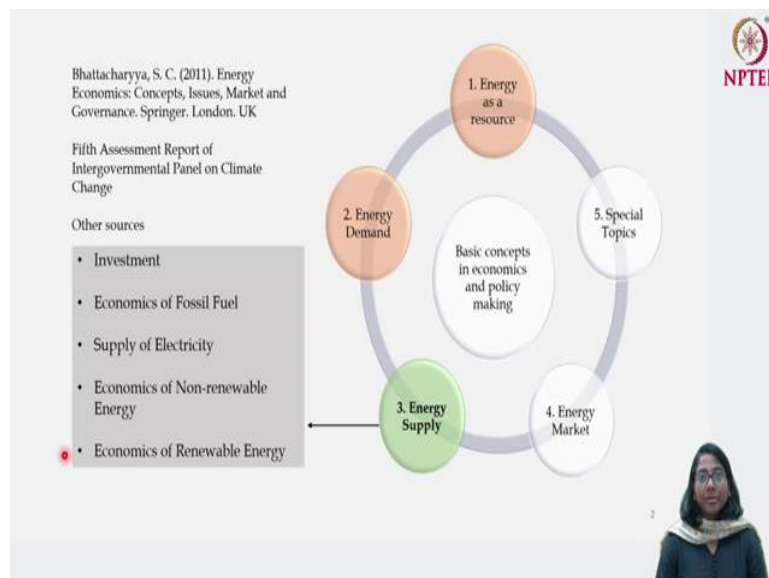 Bhattacharyya, S. C. (2011). Energy
Economics: Concepts, Issues, Market and
Governance. Springer. London. UK
Fifth Assessment Report of
Intergovernmental Panel on Climate
Change
Other sources
• Investment
• Economics of Fossil Fuel
• Supply of Electricity
• Economics of Non-renewable
Energy
• Economics of Renewable Energy
1. Energy
as a
resource
2. Energy
Demand
5. Special
Topics
Basic concepts
in economics
and policy
making
3. Energy
Supply
4. Energy
Market
NPTEL
2